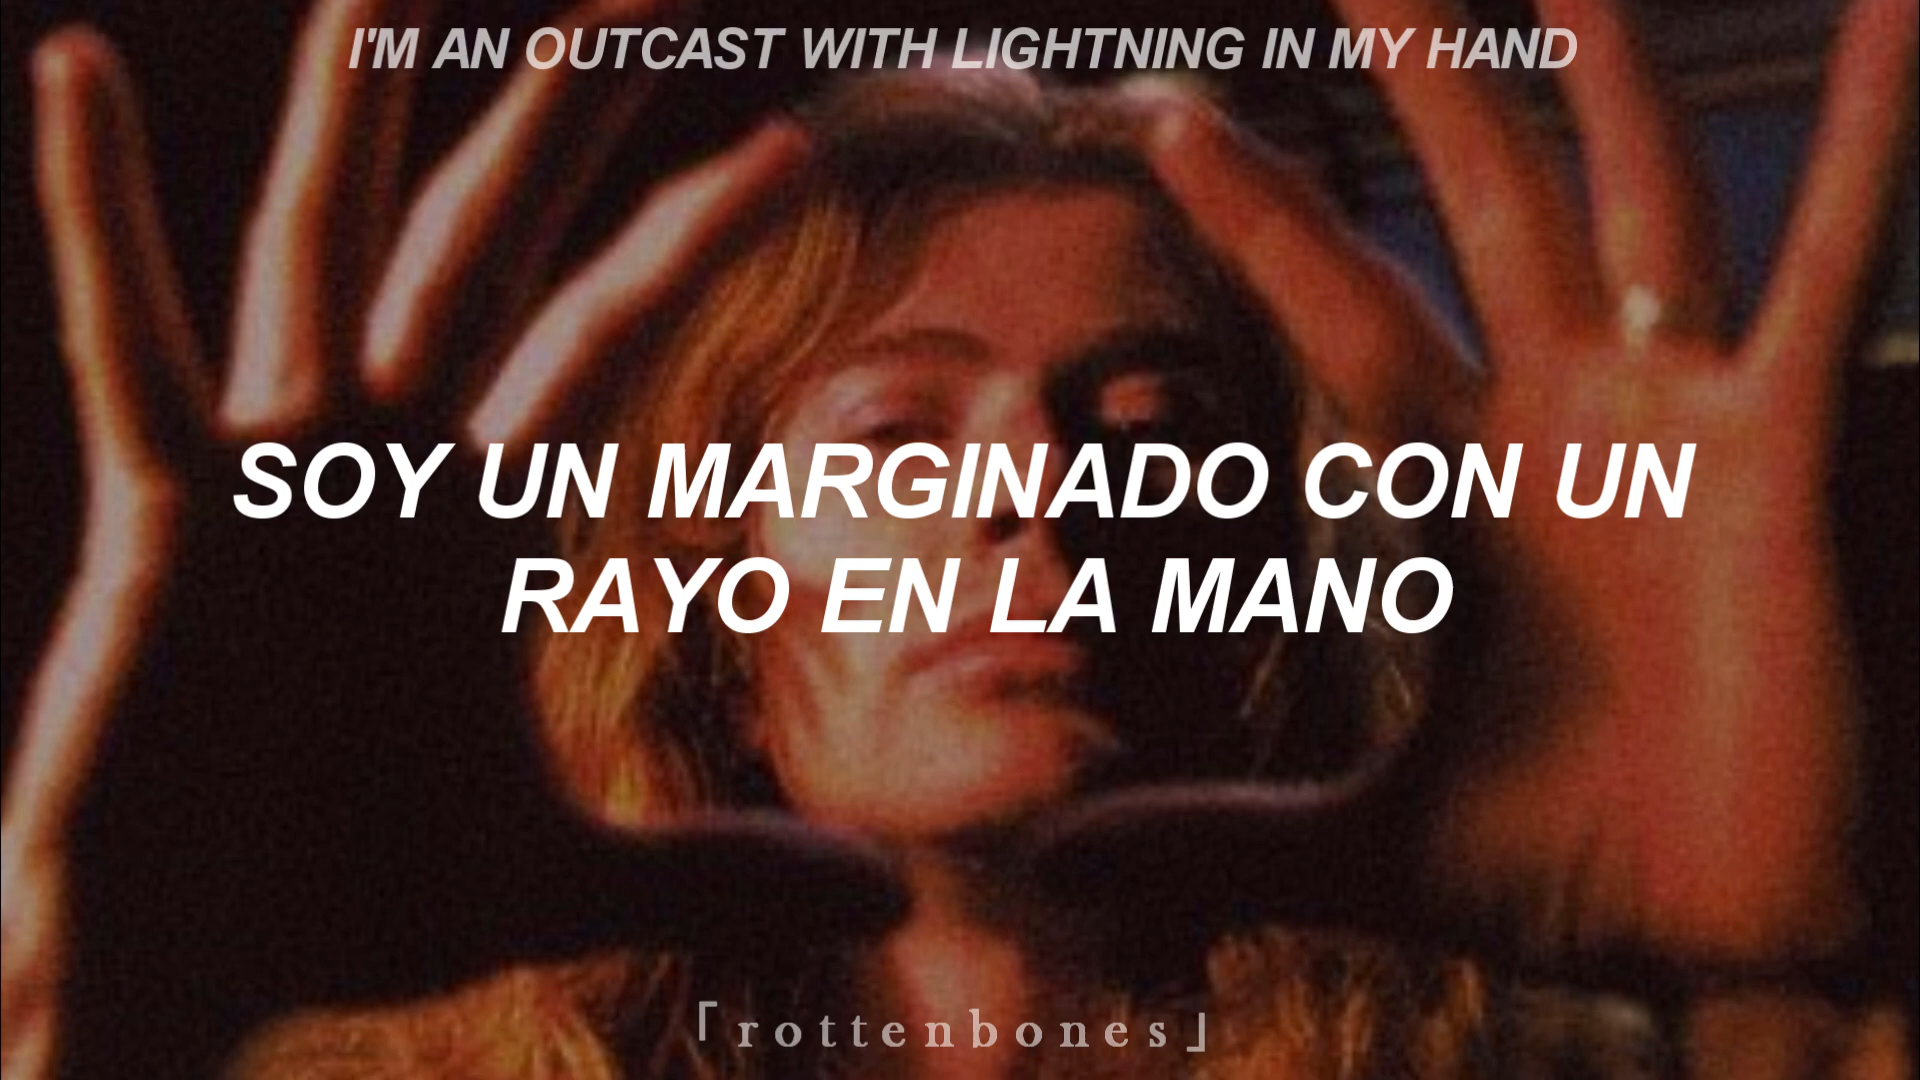 I'M AN OUTCAST WITH LIGHTNING IN MY HAND
SOY UN MARGINADO CON UN
RAYO EN LA MANO
「rottenbones」